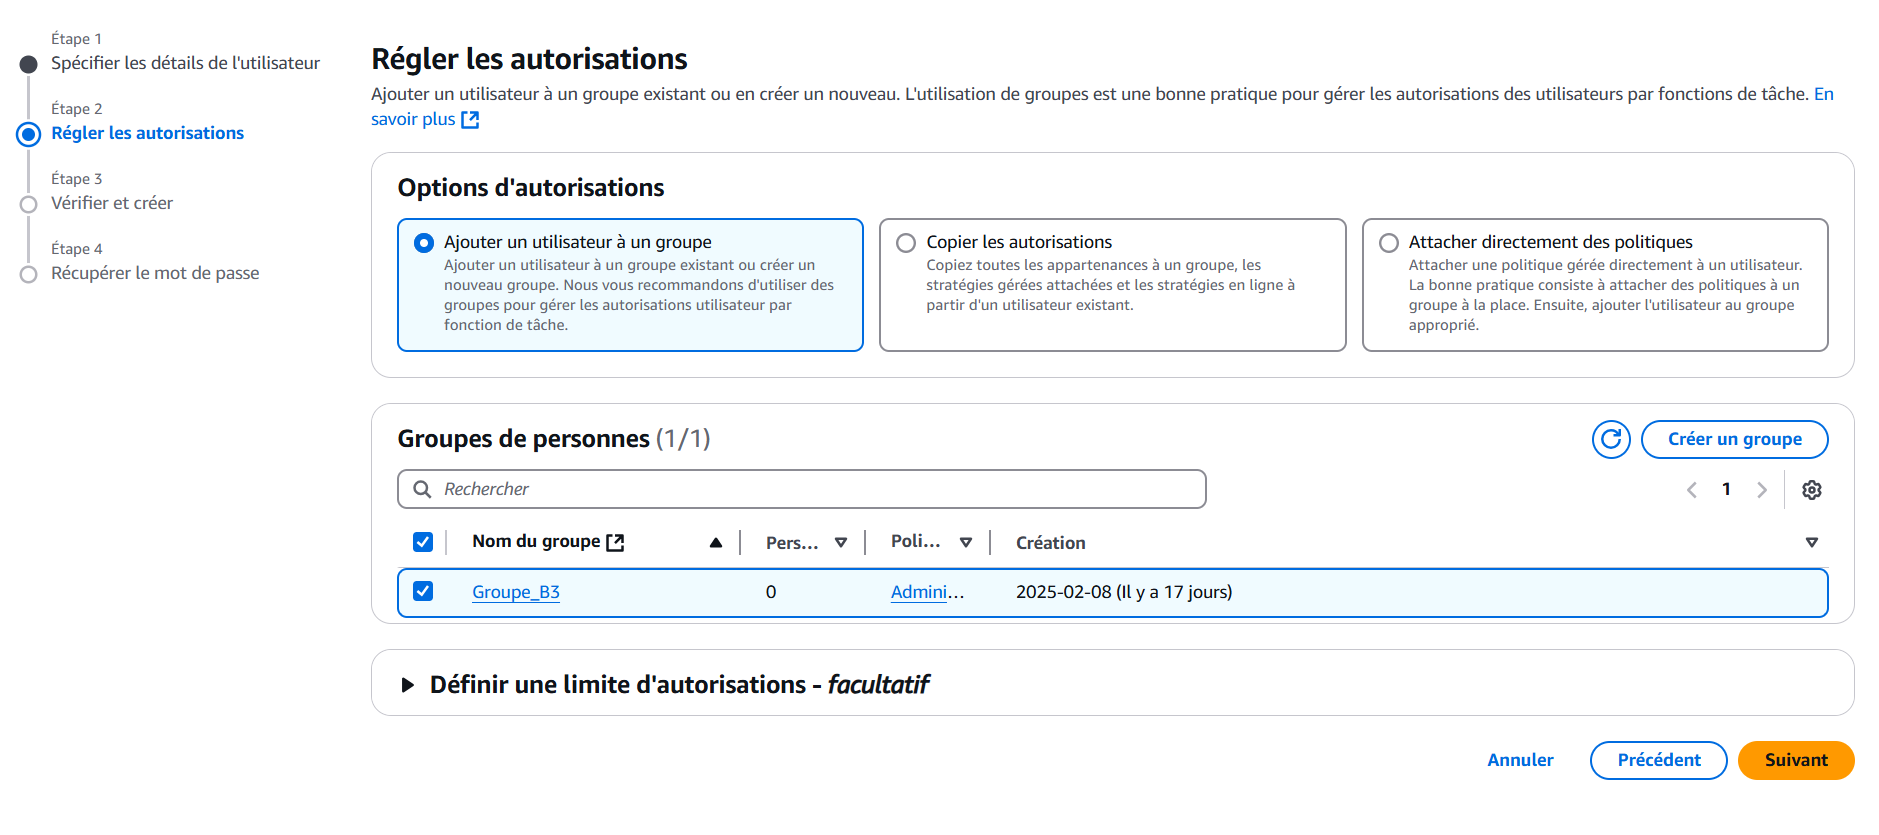 Étape 1
Spécifier les détails de l'utilisateur
Étape 2
Régler les autorisations
Étape 3
Vérifier et créer
Étape 4
Récupérer le mot de passe
Régler les autorisations
Ajouter un utilisateur à un groupe existant ou en créer un nouveau. L'utilisation de groupes est une bonne pratique pour gérer les autorisations des utilisateurs par fonctions de tâche. En
savoir plus
Options d'autorisations
Ajouter un utilisateur à un groupe
Ajouter un utilisateur à un groupe existant ou créer un
nouveau groupe. Nous vous recommandons d'utiliser des
groupes pour gérer les autorisations utilisateur par
fonction de tâche.
Copier les autorisations
Copiez toutes les appartenances à un groupe, les
stratégies gérées attachées et les stratégies en ligne à
partir d'un utilisateur existant.
Attacher directement des politiques
Attacher une politique gérée directement à un utilisateur.
La bonne pratique consiste à attacher des politiques à un
groupe à la place. Ensuite, ajouter l'utilisateur au groupe
approprié.
Groupes de personnes (1/1)
Créer un groupe
Rechercher
1
Nom du groupe Pers... Poli... Création
Groupe_B3 0 Admini... 2025-02-08 (Il y a 17 jours)
Définir une limite d'autorisations - facultatif
Annuler Précédent Suivant